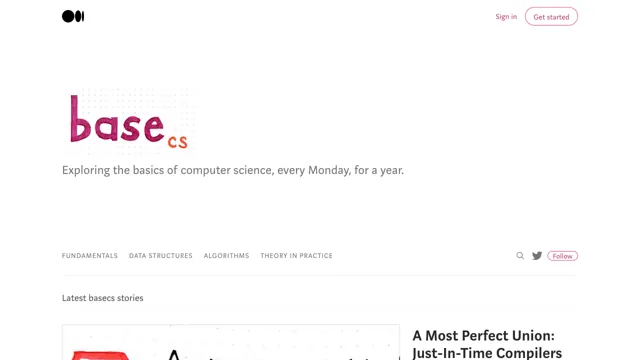 Sign in
Get started
base cs
Exploring the basics of computer science, every Monday, for a year.
FUNDAMENTALS DATA STRUCTURES ALGORITHMS THEORY IN PRACTICE
Follow
Latest basecs stories
A Most Perfect Union:
Just-In-Time Compilers